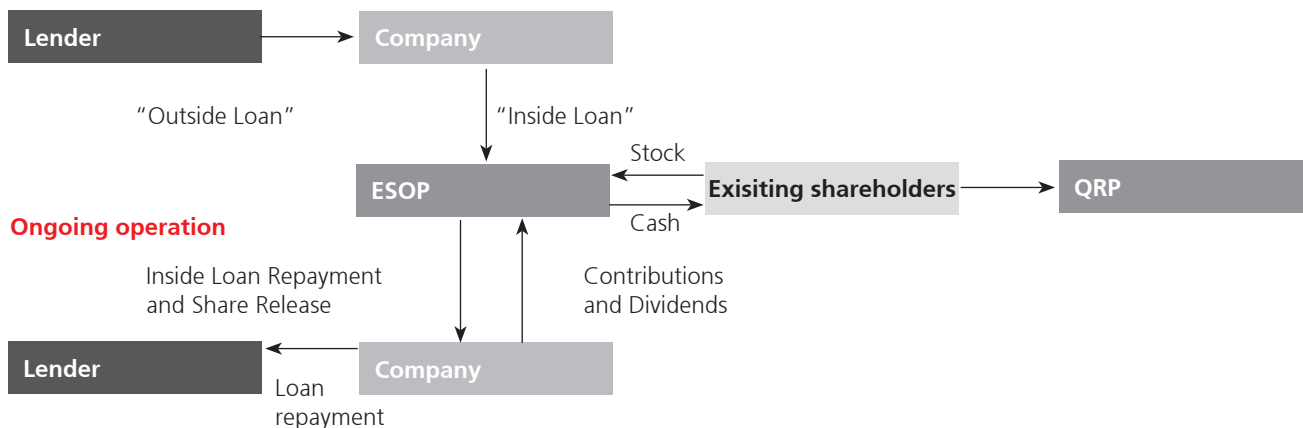 Lender
Company
“Outside Loan”
“Inside Loan”
Stock
ESOP
Exisiting shareholders
QRP
Cash
Ongoing operation
Inside Loan Repayment
and Share Release
Contributions
and Dividends
Lender
Company
Loan
repayment